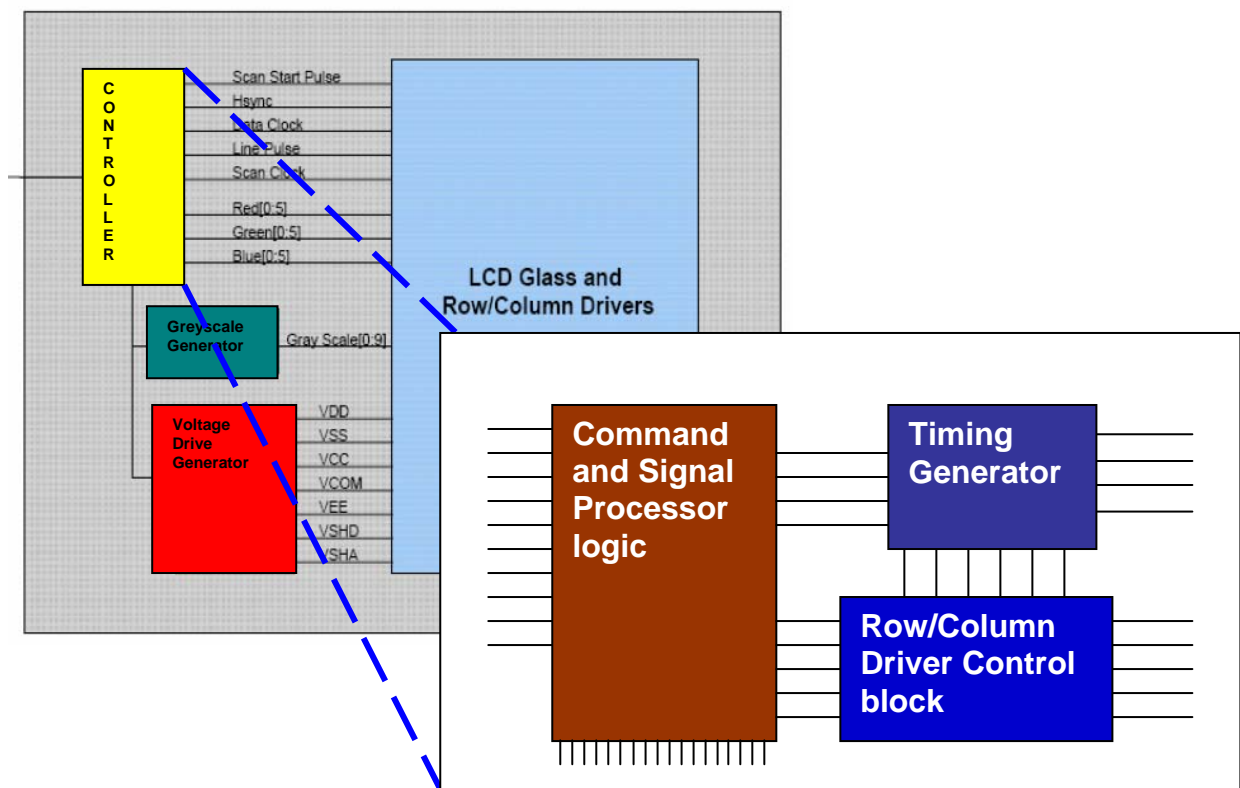 CONTROLLER
Scan Start Pulse
Hsync
Data Clock
Line Pulse
Scan Clock
Red[0:5]
Green[0:5]
Blue[0:5]
LCD Glass and
Row/Column Drivers
Greyscale
Generator
Gray Scale[0:9]
Voltage
Drive
Generator
VDD
VSS
VCC
VCOM
VEE
VSHD
VSHA
Command
and Signal
Processor
logic
Timing
Generator
Row/Column
Driver Control
block